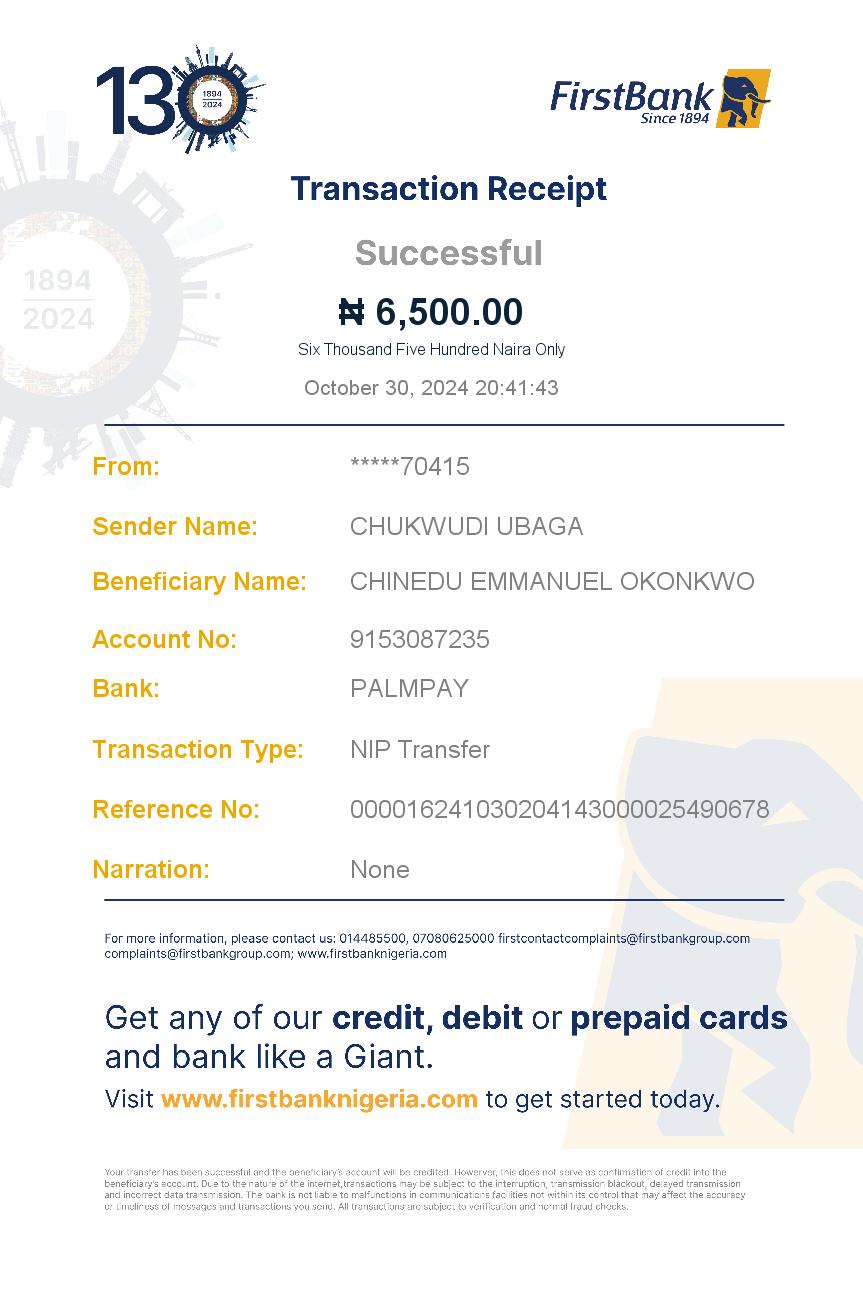 130
1894
2024
FirstBank
Since 1894
Transaction Receipt
Successful
1894
2024
₦ 6,500.00
Six Thousand Five Hundred Naira Only
October 30, 2024 20:41:43
From: *****70415
Sender Name: CHUKWUDI UBAGA
Beneficiary Name: CHINEDU EMMANUEL OKONKWO
Account No: 9153087235
Bank: PALMPAY
Transaction Type: NIP Transfer
Reference No: 000016241030204143000025490678
Narration: None
For more information, please contact us: 014485500, 07080625000 firstcontactcomplaints@firstbankgroup.com
complaints@firstbankgroup.com; www.firstbanknigeria.com
Get any of our credit, debit or prepaid cards
and bank like a Giant.
Visit www.firstbanknigeria.com to get started today.
Your transfer has been successful and the beneficiary's account will be credited. However, this does not serve as confirmation of credit into the
beneficiary's account. Due to the nature of the internet,transactions may be subject to the interruption, transmission blackout, delayed transmission
and incorrect data transmission. The bank is not liable to malfunctions in communications facilities not within its control that may affect the accuracy
or timeliness of messages and transactions you send. All transactions are subject to verification and normal fraud checks.